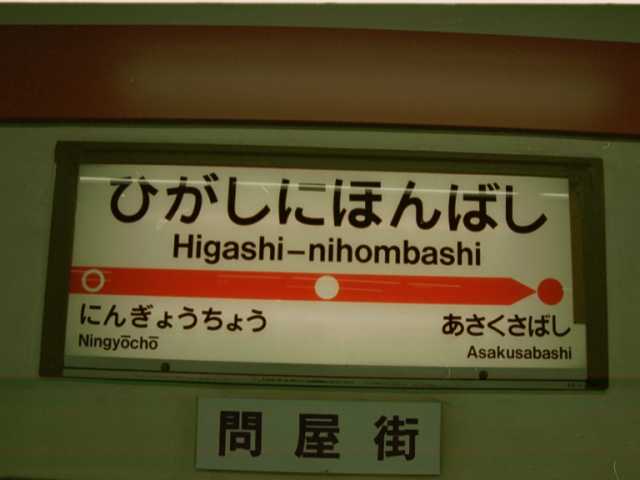 ひがしにほんばし
Higashi-nihombashi
にんぎょうちょう
Ningyōchō
あさくさばし
Asakusabashi
問屋街